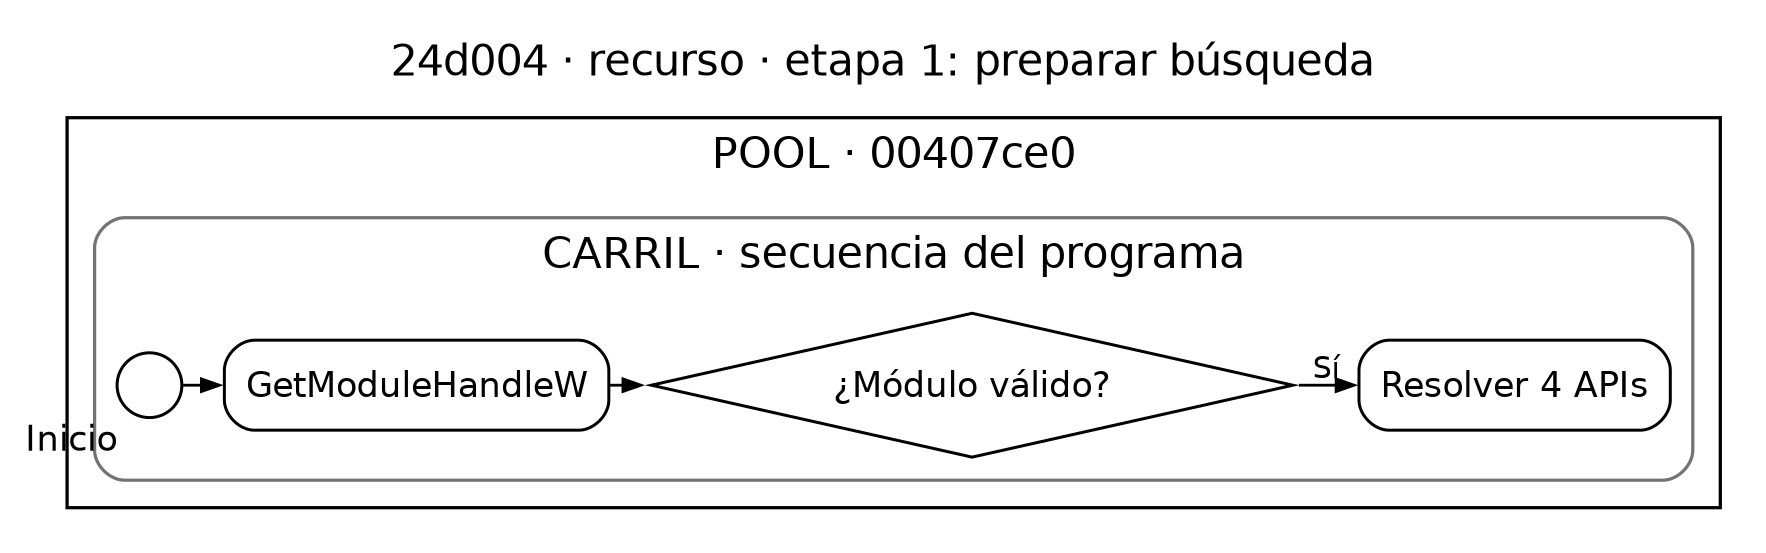 24d004 · recurso · etapa 1: preparar búsqueda
POOL · 00407ce0
CARRIL · secuencia del programa
Inicio
GetModuleHandleW
¿Módulo válido?
Sí
Resolver 4 APIs